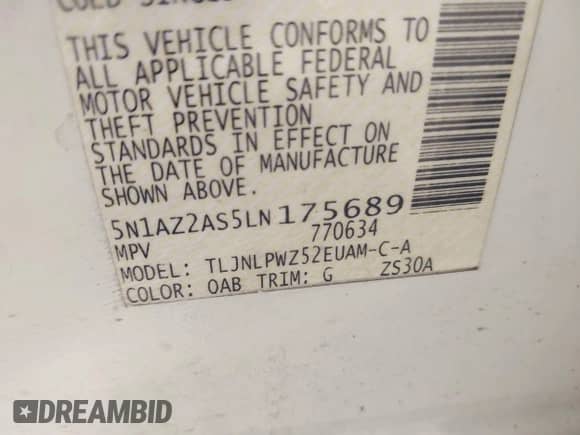 THIS VEHICLE CONFORMS TO
ALL APPLICABLE FEDERAL
MOTOR VEHICLE SAFETY AND
THEFT PREVENTION
STANDARDS IN EFFECT ON
THE DATE OF MANUFACTURE
SHOWN ABOVE.
5N1AZ2AS5LN175689
MPV 770634
MODEL: TLJNLPWZ52EUAM-C-A
COLOR: OAB TRIM: G ZS30A
DREAMBID